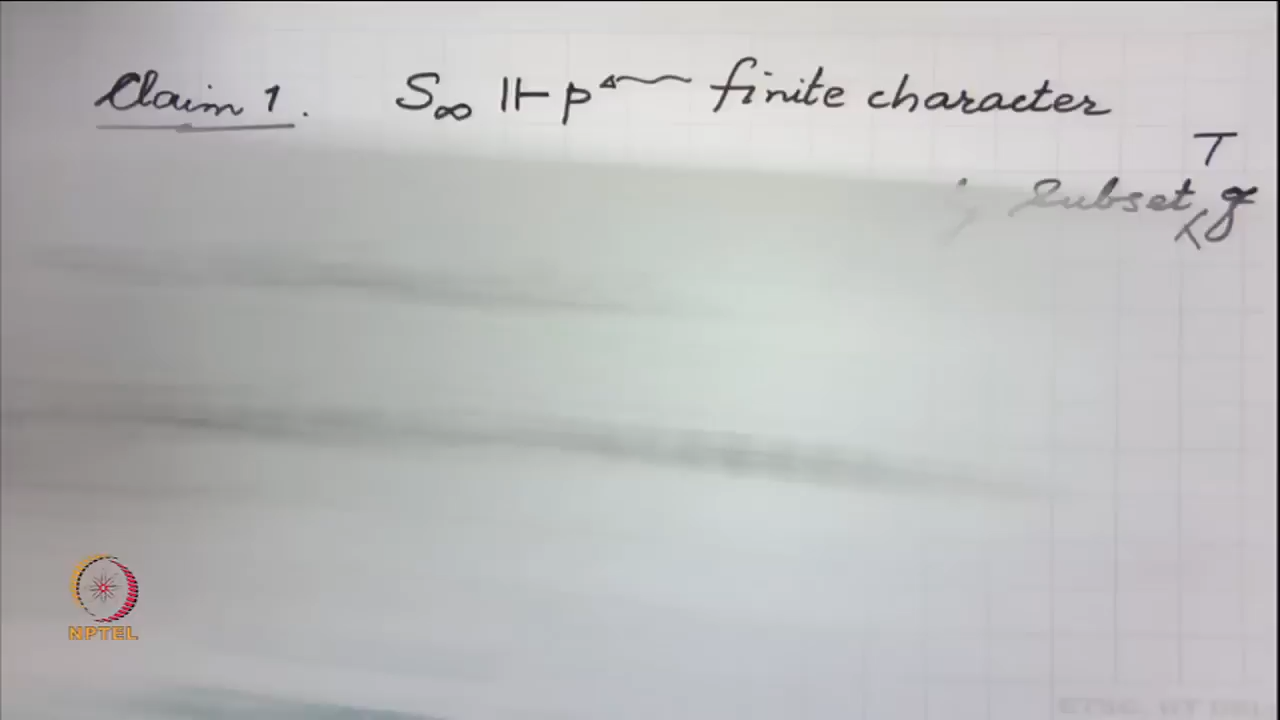 Claim 1. S∞ ⊩ p ← finite character
T
subset of
NPTEL